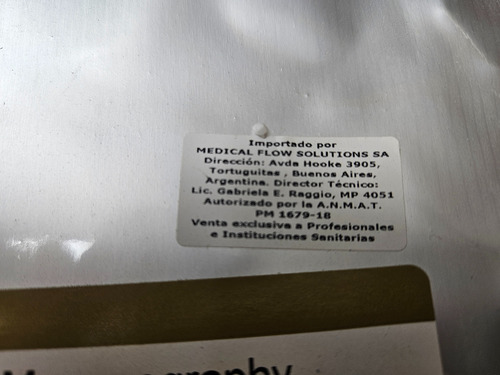 Importado por
MEDICAL FLOW SOLUTIONS SA
Dirección: Avda Hooke 3905,
Tortuguitas , Buenos Aires,
Argentina. Director Técnico:
Lic. Gabriela E. Raggio, MP 4051
Autorizado por la A.N.M.A.T.
PM 1679-18
Venta exclusiva a Profesionales
e Instituciones Sanitarias